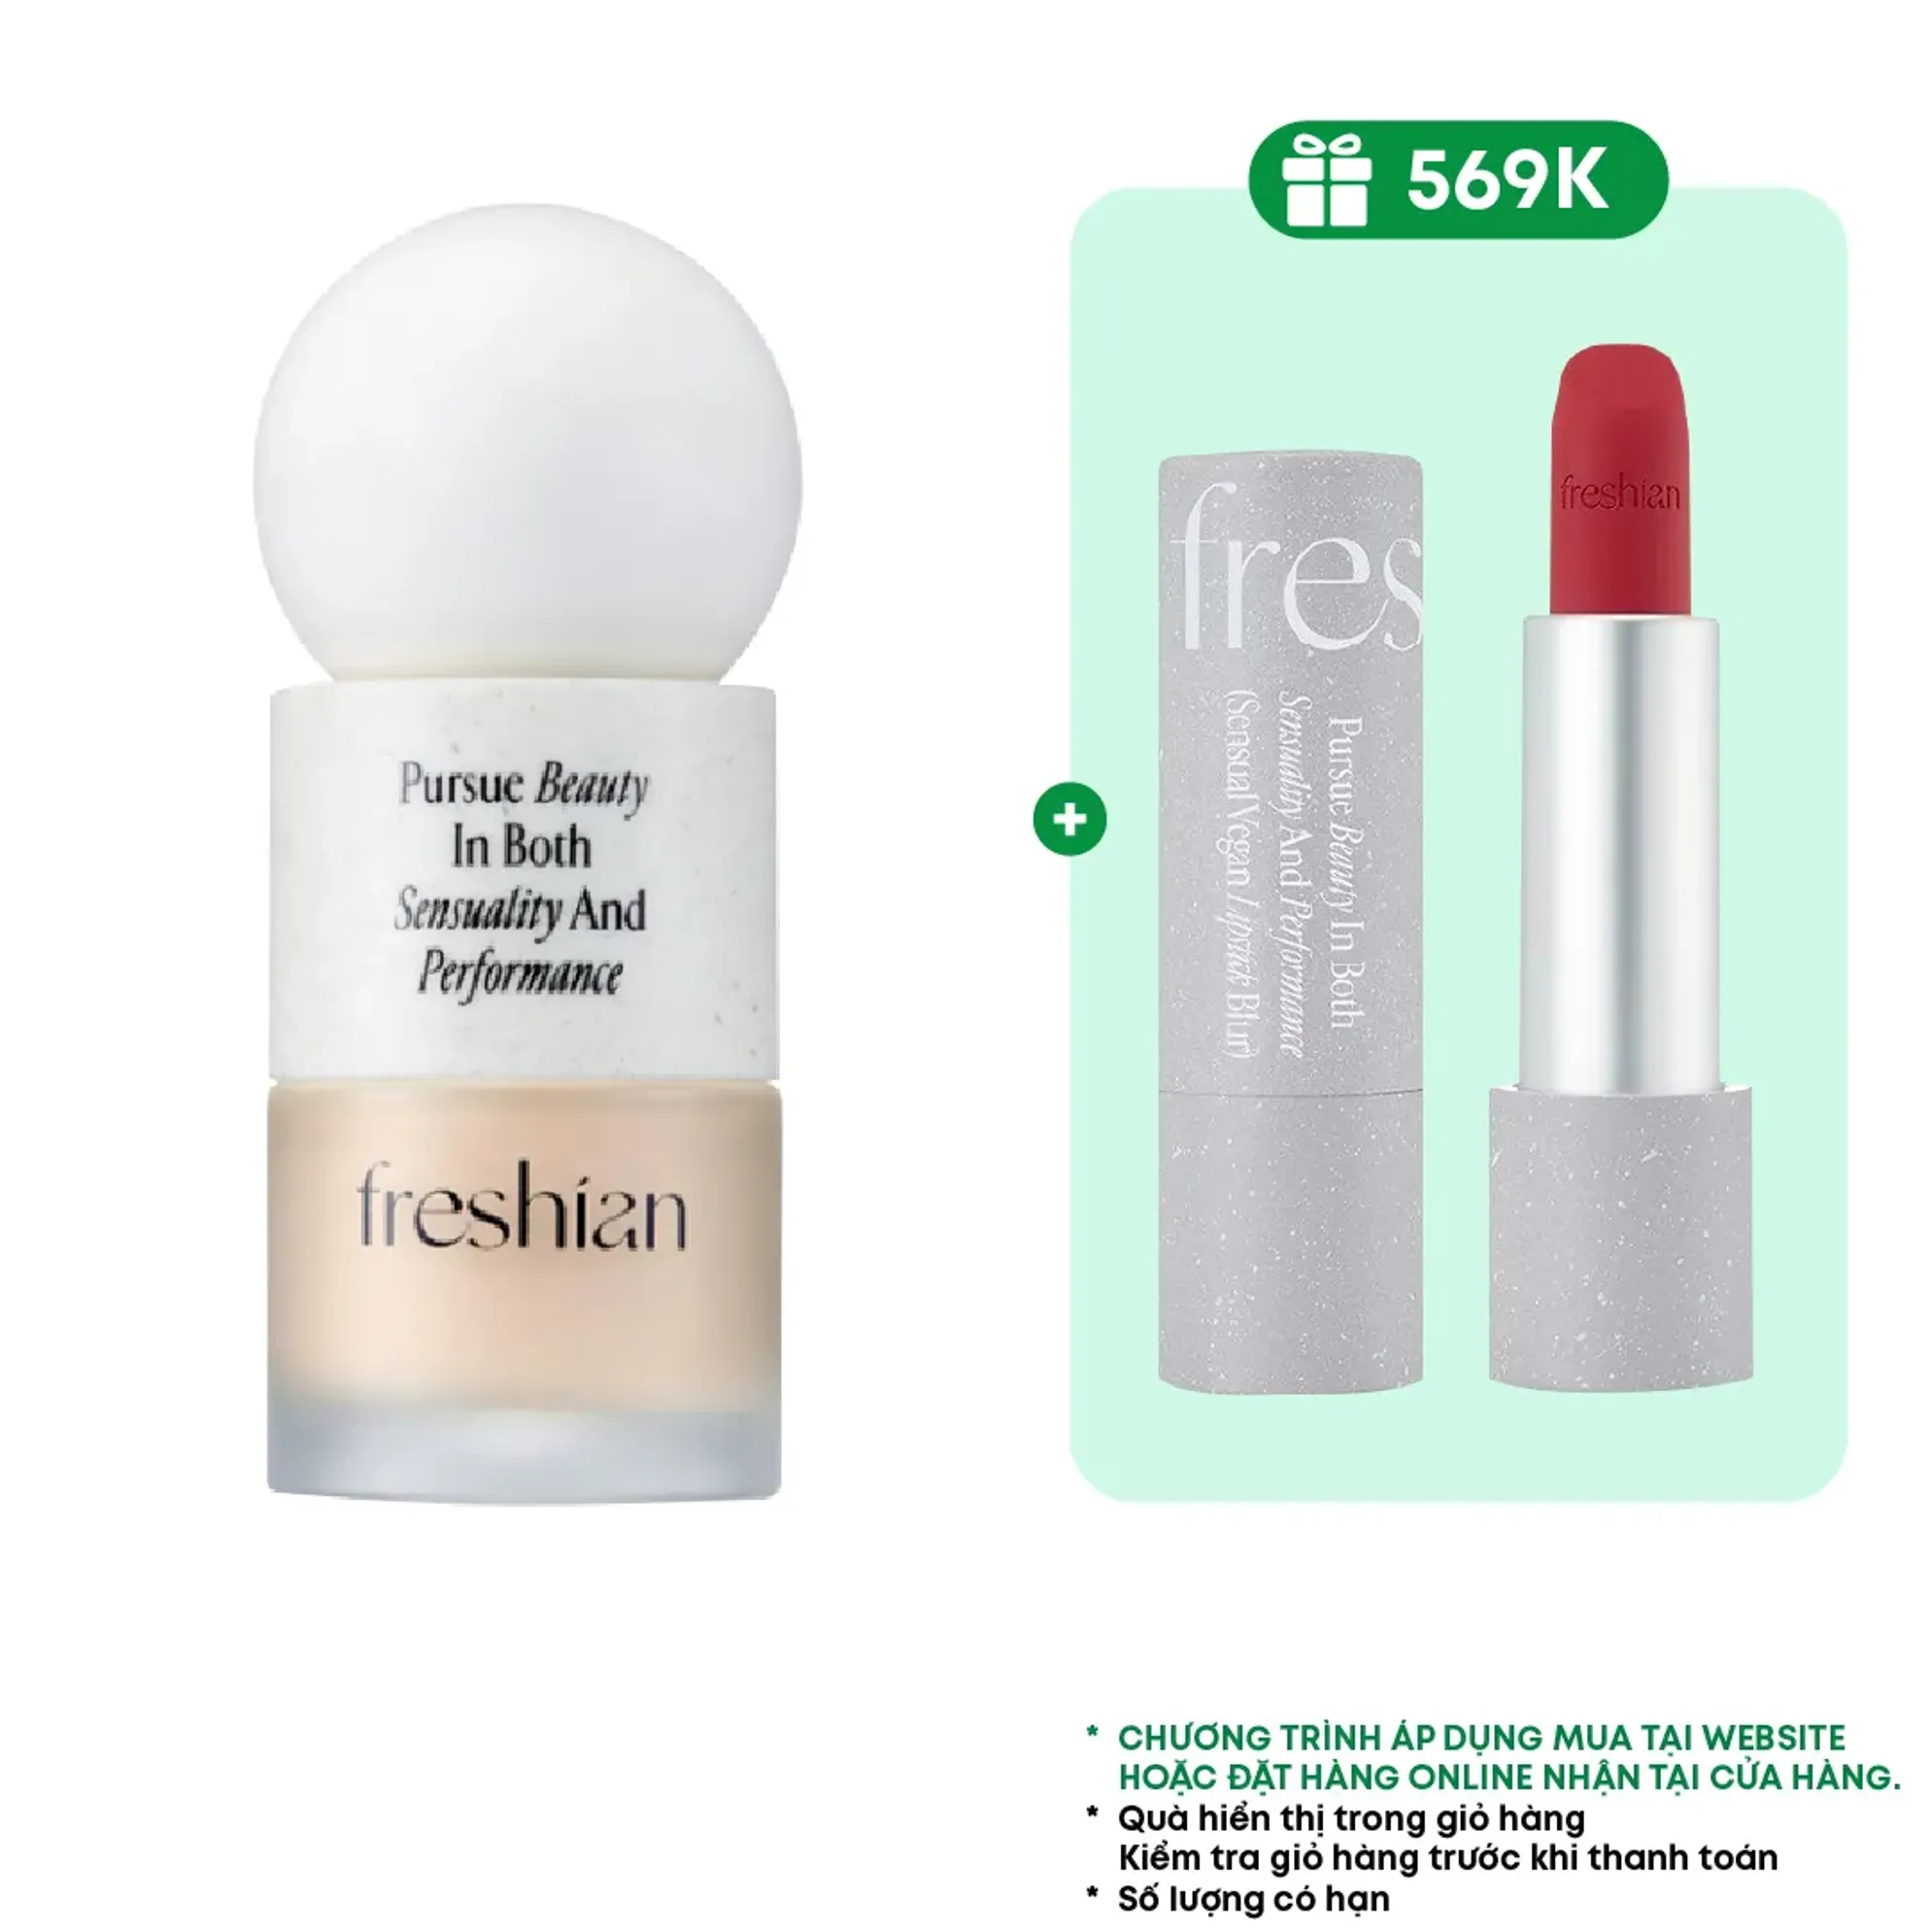 Pursue Beauty
In Both
Sensuality And
Performance
freshian
569K
fres
Pursue Beauty In Both
Sensuality And Performance
(Sensual Vegan Lipstick Blur)
freshian
* CHƯƠNG TRÌNH ÁP DỤNG MUA TẠI WEBSITE
HOẶC ĐẶT HÀNG ONLINE NHẬN TẠI CỬA HÀNG.
* Quà hiển thị trong giỏ hàng
Kiểm tra giỏ hàng trước khi thanh toán
* Số lượng có hạn